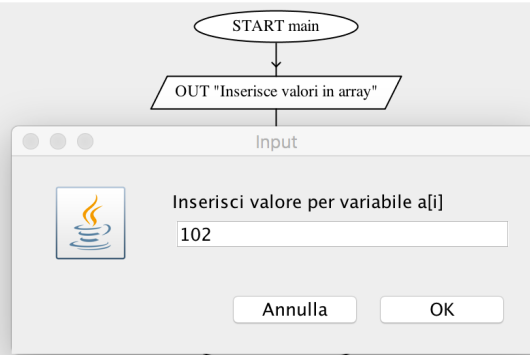 START main
OUT "Inserisce valori in array"
Input
Inserisci valore per variabile a[i]
102
Annulla
OK